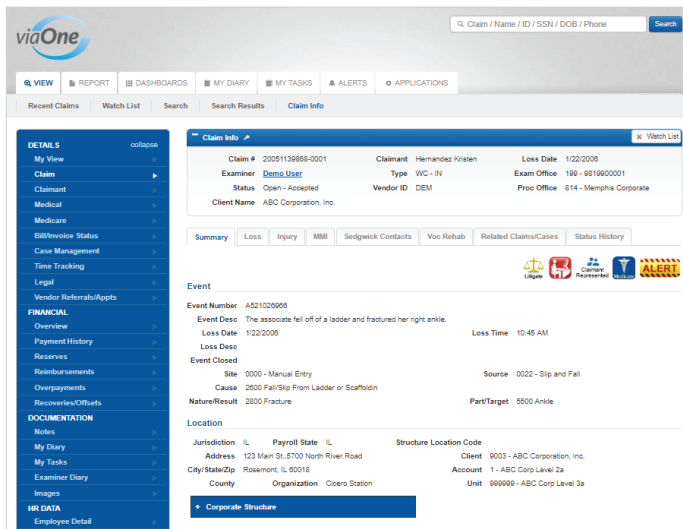 viaOne
Claim / Name / ID / SSN / DOB / Phone Search
VIEW REPORT DASHBOARDS MY DIARY MY TASKS ALERTS APPLICATIONS
Recent Claims Watch List Search Search Results Claim Info
DETAILS collapse
My View
Claim
Claimant
Medical
Medicare
Bill/Invoice Status
Case Management
Time Tracking
Legal
Vendor Referrals/Appts
FINANCIAL
Overview
Payment History
Reserves
Reimbursements
Overpayments
Recoveries/Offsets
DOCUMENTATION
Notes
My Diary
My Tasks
Examiner Diary
Images
HR DATA
Employee Detail
Claim Info Watch List
Claim # 20051139868-0001 Claimant Hernandez Kristen Loss Date 1/22/2006
Examiner Demo User Type WC - IN Exam Office 199 - 9819900001
Status Open - Accepted Vendor ID DEM Proc Office 814 - Memphis Corporate
Client Name ABC Corporation, Inc.
Summary Loss Injury MMI Sedgwick Contacts Voc Rehab Related Claims/Cases Status History
Litigate Claimant Represented Medicare ALERT
Event
Event Number A521026966
Event Desc The associate fell off of a ladder and fractured her right ankle.
Loss Date 1/22/2006 Loss Time 10:45 AM
Loss Desc
Event Closed
Site 0000 - Manual Entry Source 0022 - Slip and Fall
Cause 2600 Fall/Slip From Ladder or Scaffoldin
Nature/Result 2800 Fracture Part/Target 5500 Ankle
Location
Jurisdiction IL Payroll State IL Structure Location Code
Address 123 Main St.,5700 North River Road Client 9003 - ABC Corporation, Inc.
City/State/Zip Rosemont, IL 60018 Account 1 - ABC Corp Level 2a
County Organization Cicero Station Unit 999999 - ABC Corp Level 3a
+ Corporate Structure